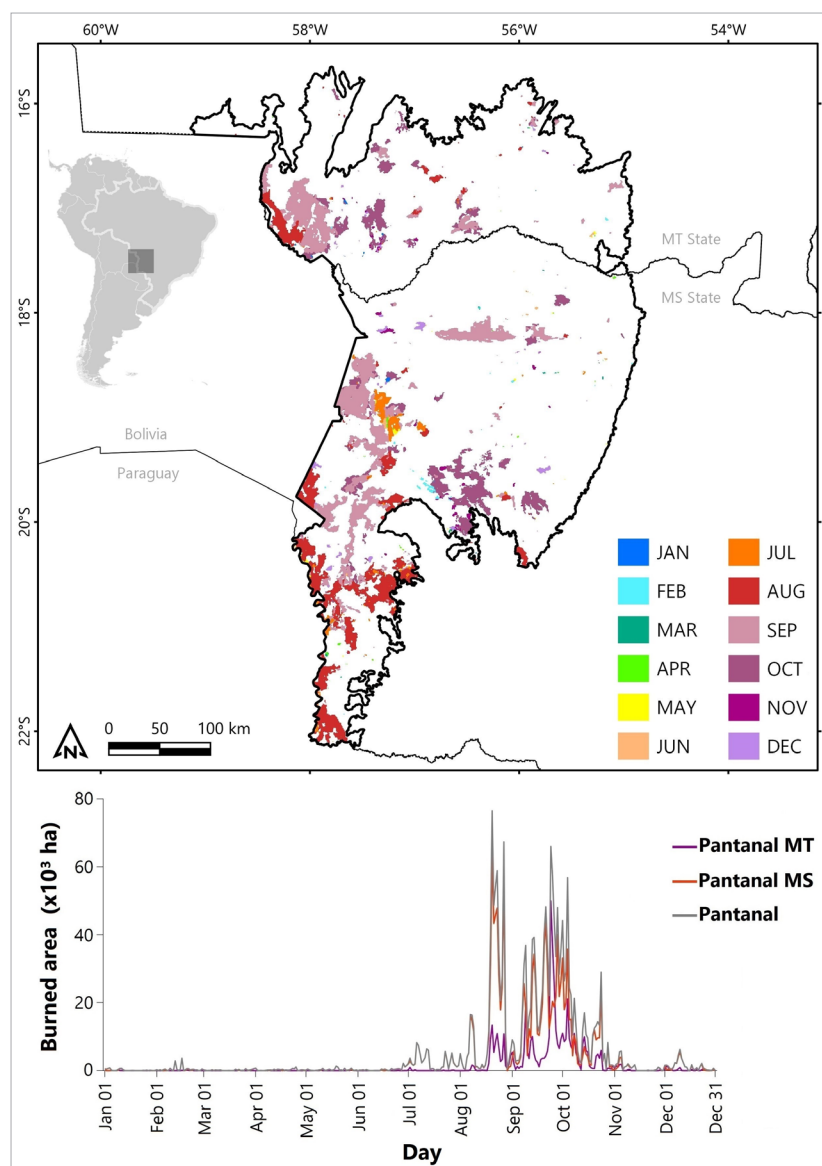 60°W 58°W 56°W 54°W
16°S
MT State
MS State
18°S
Bolivia
Paraguay
20°S
JAN JUL
FEB AUG
MAR SEP
APR OCT
MAY NOV
JUN DEC
22°S
N
0 50 100 km
80
60
40
20
0
Burned area (x10³ ha)
Pantanal MT
Pantanal MS
Pantanal
Jan 01 Feb 01 Mar 01 Apr 01 May 01 Jun 01 Jul 01 Aug 01 Sep 01 Oct 01 Nov 01 Dec 01 Dec 31
Day